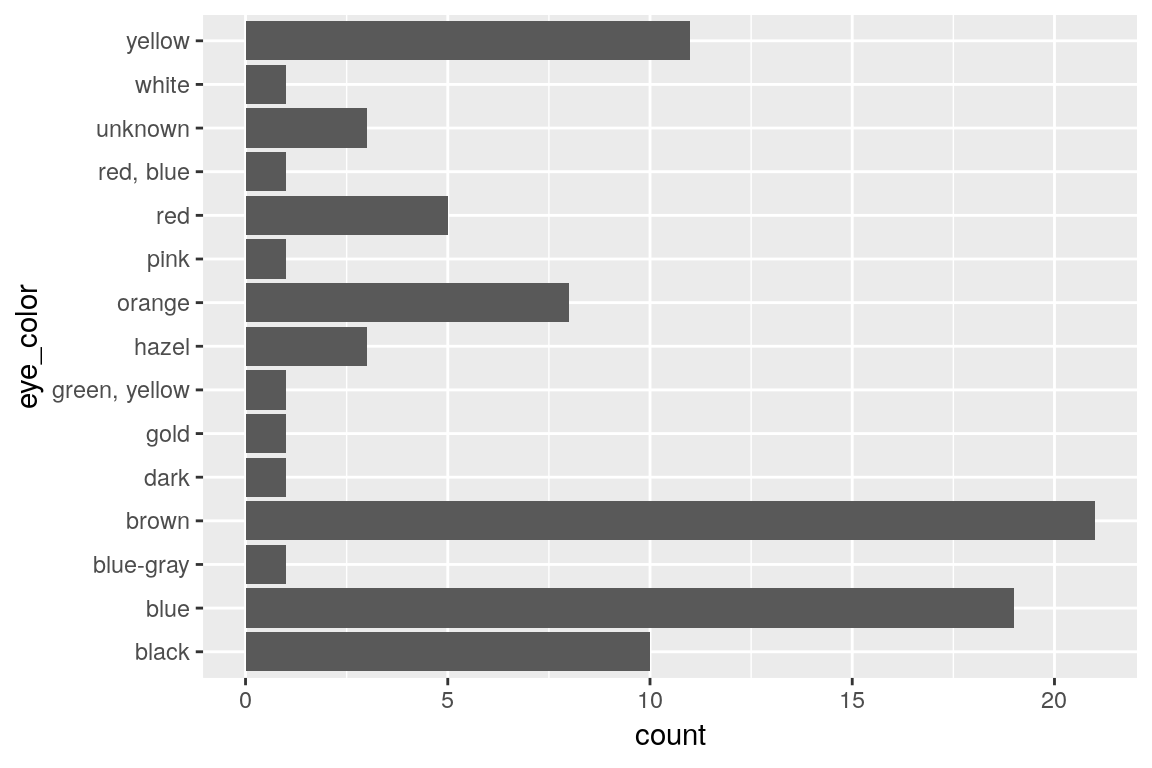 yellow
white
unknown
red, blue
red
pink
orange
hazel
green, yellow
gold
dark
brown
blue-gray
blue
black
eye_color
0 5 10 15 20
count